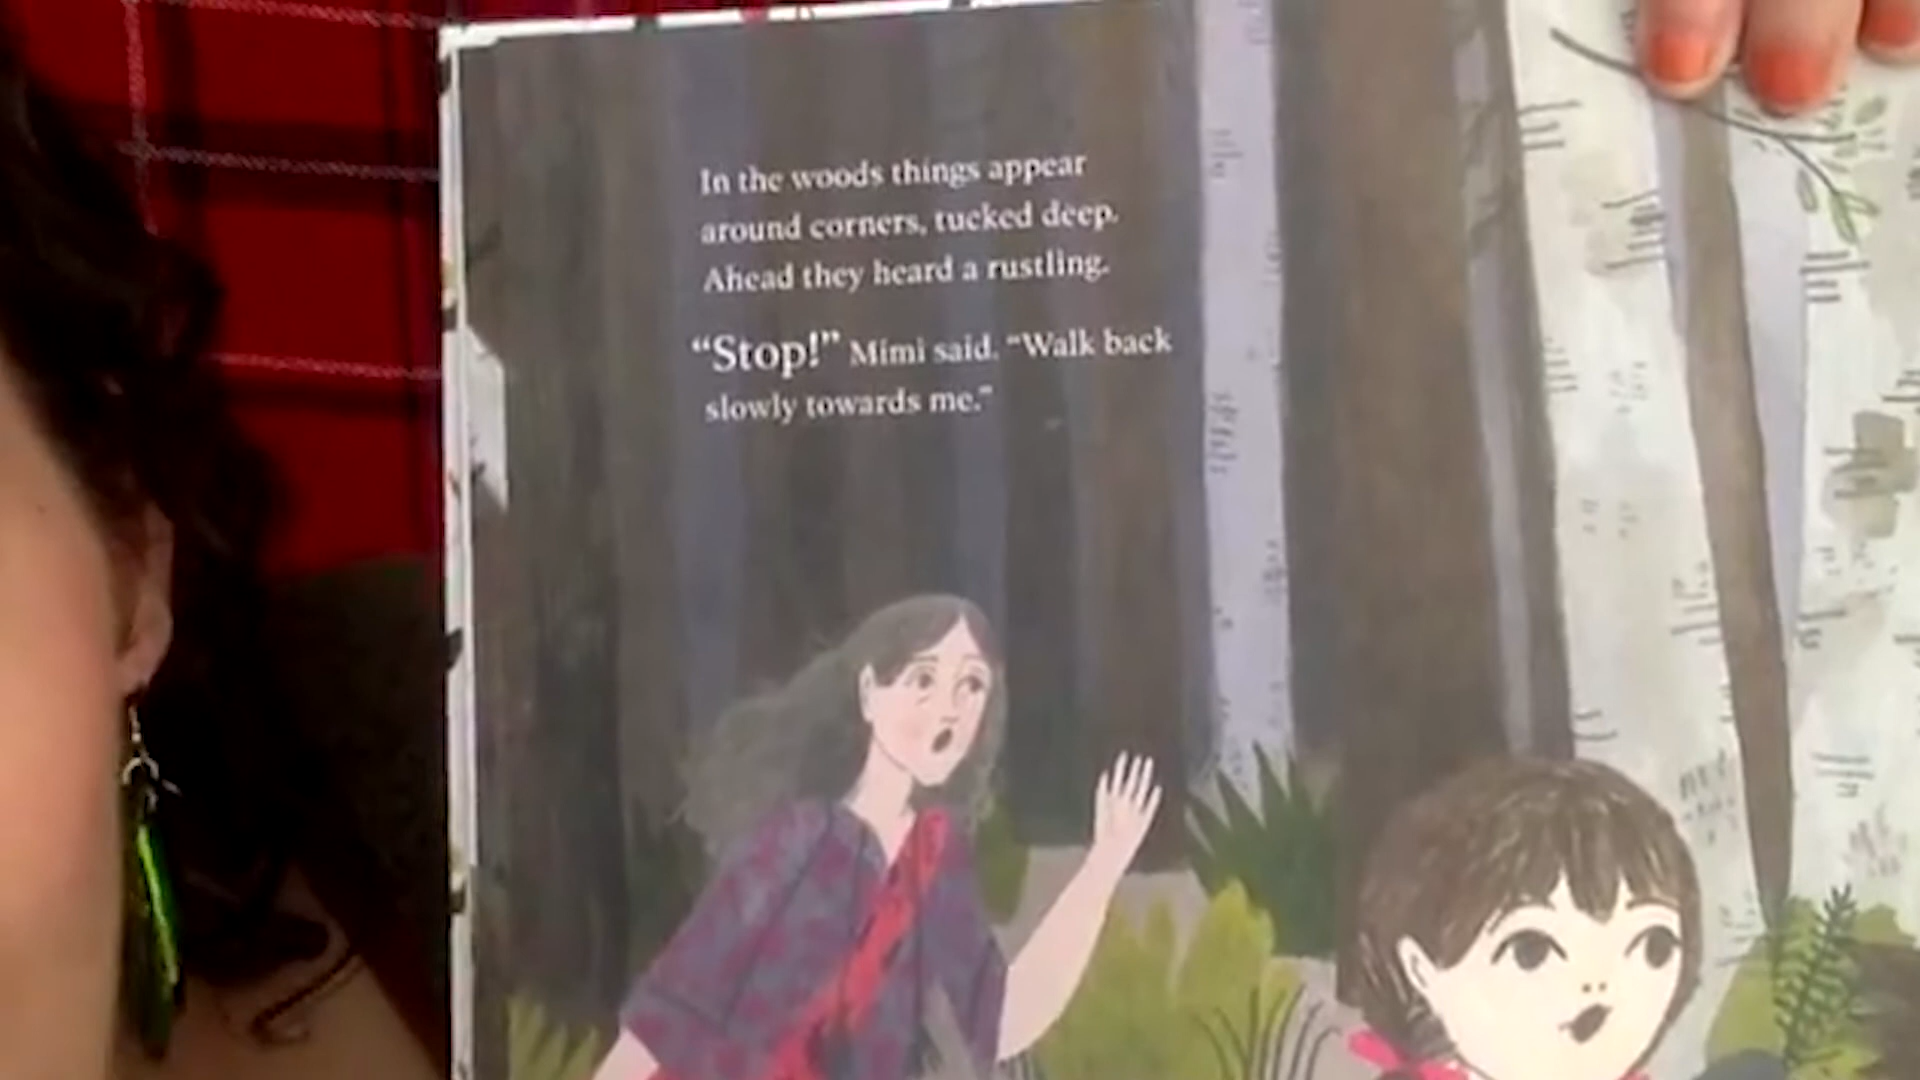 In the woods things appear
around corners, tucked deep.
Ahead they heard a rustling.
“Stop!” Mimi said. “Walk back
slowly towards me.”